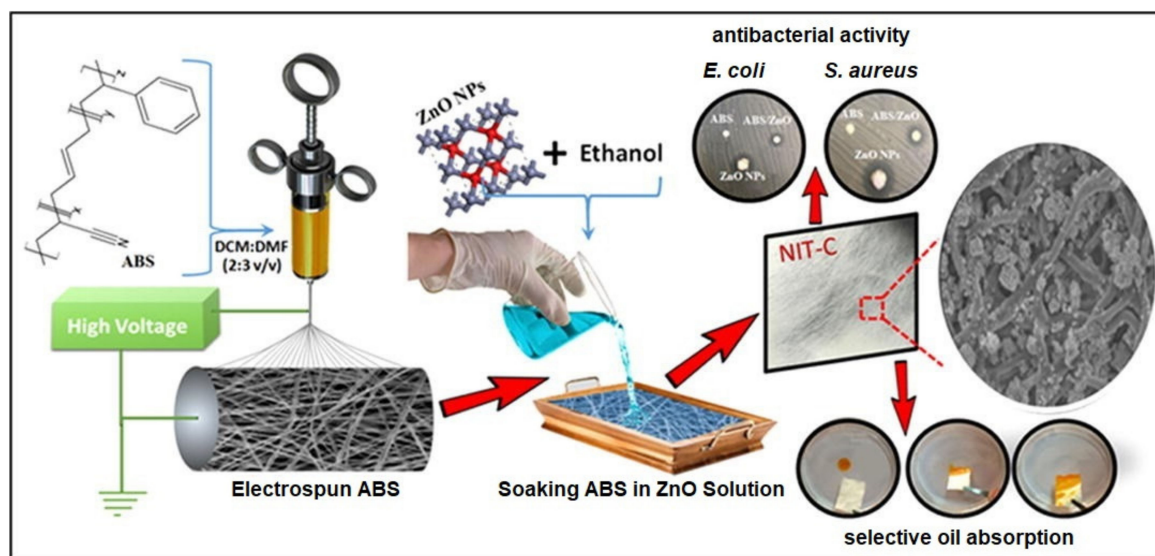 antibacterial activity
E. coli
S. aureus
ABS
ABS/ZnO
ZnO NPs
ABS
ABS/ZnO
ZnO NPs
z
y
x
N
ABS
DCM:DMF
(2:3 v/v)
High Voltage
Electrospun ABS
ZnO NPs
+ Ethanol
Soaking ABS in ZnO Solution
NIT-C
selective oil absorption